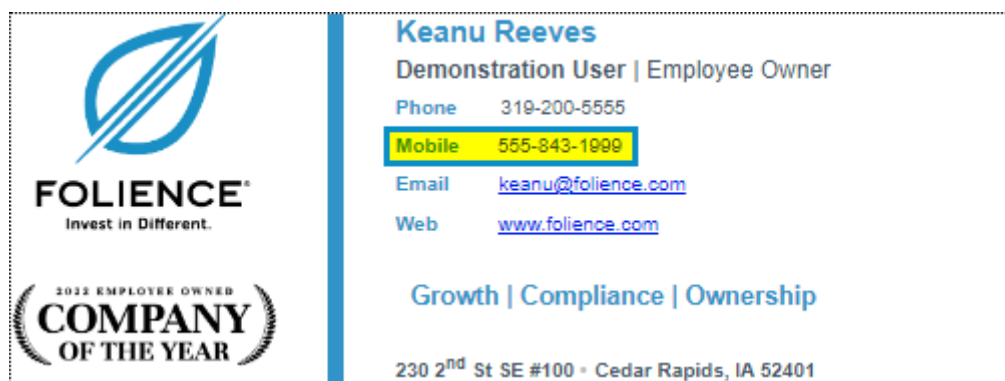 FOLIENCE®
Invest in Different.
2022 EMPLOYEE OWNED
COMPANY
OF THE YEAR
Keanu Reeves
Demonstration User | Employee Owner
Phone 319-200-5555
Mobile 555-843-1999
Email keanu@folience.com
Web www.folience.com
Growth | Compliance | Ownership
230 2nd St SE #100 • Cedar Rapids, IA 52401